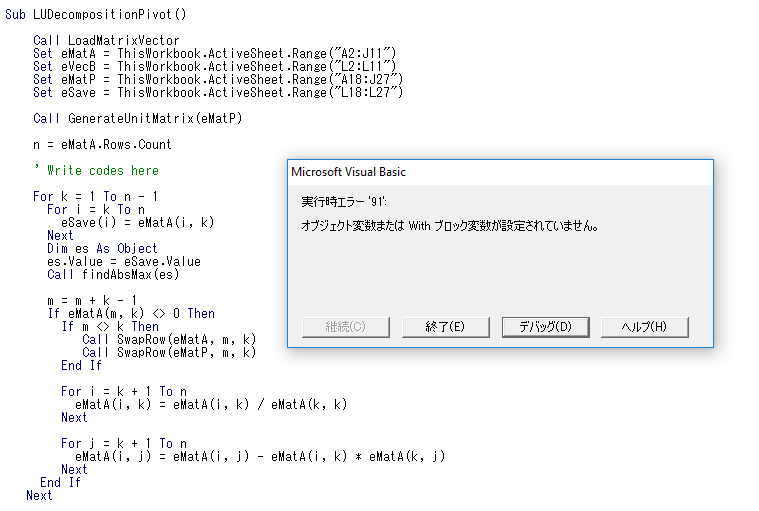 Sub LUDecompositionPivot()
Call LoadMatrixVector
Set eMatA = ThisWorkbook.ActiveSheet.Range("A2:J11")
Set eVecB = ThisWorkbook.ActiveSheet.Range("L2:L11")
Set eMatP = ThisWorkbook.ActiveSheet.Range("A18:J27")
Set eSave = ThisWorkbook.ActiveSheet.Range("L18:L27")
Call GenerateUnitMatrix(eMatP)
n = eMatA.Rows.Count
' Write codes here
For k = 1 To n - 1
For i = k To n
eSave(i) = eMatA(i, k)
Next
Dim es As Object
es.Value = eSave.Value
Call findAbsMax(es)
m = m + k - 1
If eMatA(m, k) <> 0 Then
If m <> k Then
Call SwapRow(eMatA, m, k)
Call SwapRow(eMatP, m, k)
End If
For i = k + 1 To n
eMatA(i, k) = eMatA(i, k) / eMatA(k, k)
Next
For j = k + 1 To n
eMatA(i, j) = eMatA(i, j) - eMatA(i, k) * eMatA(k, j)
Next
End If
Next
Microsoft Visual Basic
実行時エラー '91':
オブジェクト変数または With ブロック変数が設定されていません。
継続(C)
終了(E)
デバッグ(D)
ヘルプ(H)